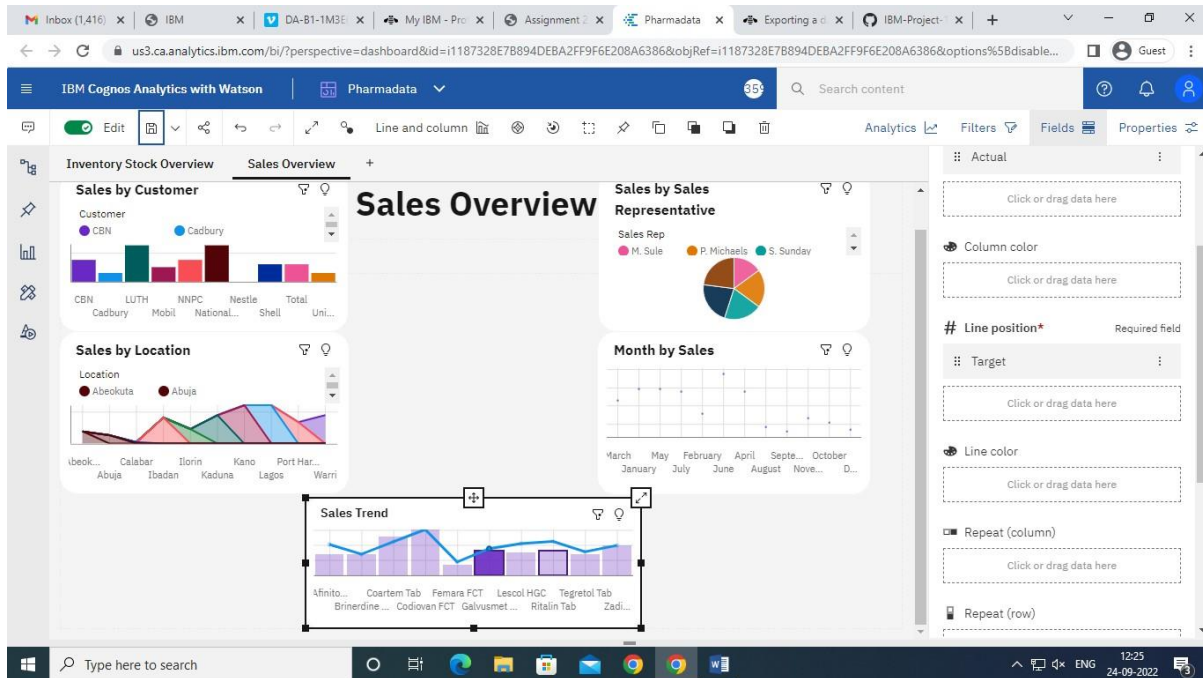 Inbox (1,416)
IBM
DA-B1-1M3E
My IBM - Pro
Assignment 2
Pharmadata
Exporting a d
IBM-Project-1
us3.ca.analytics.ibm.com/bi/?perspective=dashboard&id=i1187328E7B894DEBA2FF9F6E208A6386&objRef=i1187328E7B894DEBA2FF9F6E208A6386&options%5Bdisable...
Guest
IBM Cognos Analytics with Watson
Pharmadata
359
Search content
Edit
Line and column
Analytics
Filters
Fields
Properties
Inventory Stock Overview
Sales Overview
Sales by Customer
Customer
CBN
Cadbury
CBN LUTH NNPC Nestle Total
Cadbury Mobil National... Shell Uni...
Sales Overview
Sales by Sales
Representative
Sales Rep
M. Sule P. Michaels S. Sunday
Sales by Location
Location
Abeokuta Abuja
Abeok... Calabar Ilorin Kano Port Har...
Abuja Ibadan Kaduna Lagos Warri
Month by Sales
March May February April Septe... October
January July June August Nove... D...
Sales Trend
Afinito... Coartem Tab Femara FCT Lescol HGC Tegretol Tab
Brinerdine ... Codiovan FCT Galvusmet ... Ritalin Tab Zadi...
Actual
Click or drag data here
Column color
Click or drag data here
# Line position*
Required field
Target
Click or drag data here
Line color
Click or drag data here
Repeat (column)
Click or drag data here
Repeat (row)
Type here to search
ENG
12:25
24-09-2022
3